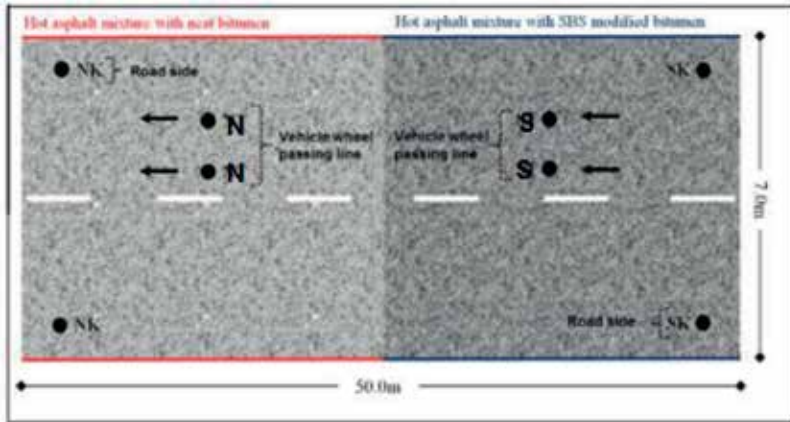 Hot asphalt mixture with neat bitumen
Hot asphalt mixture with SBS modified bitumen
NK Road side
NK
N
Vehicle wheel
passing line
N
Vehicle wheel
passing line
S
S
7.0m
NK
Road side SK
50.0m